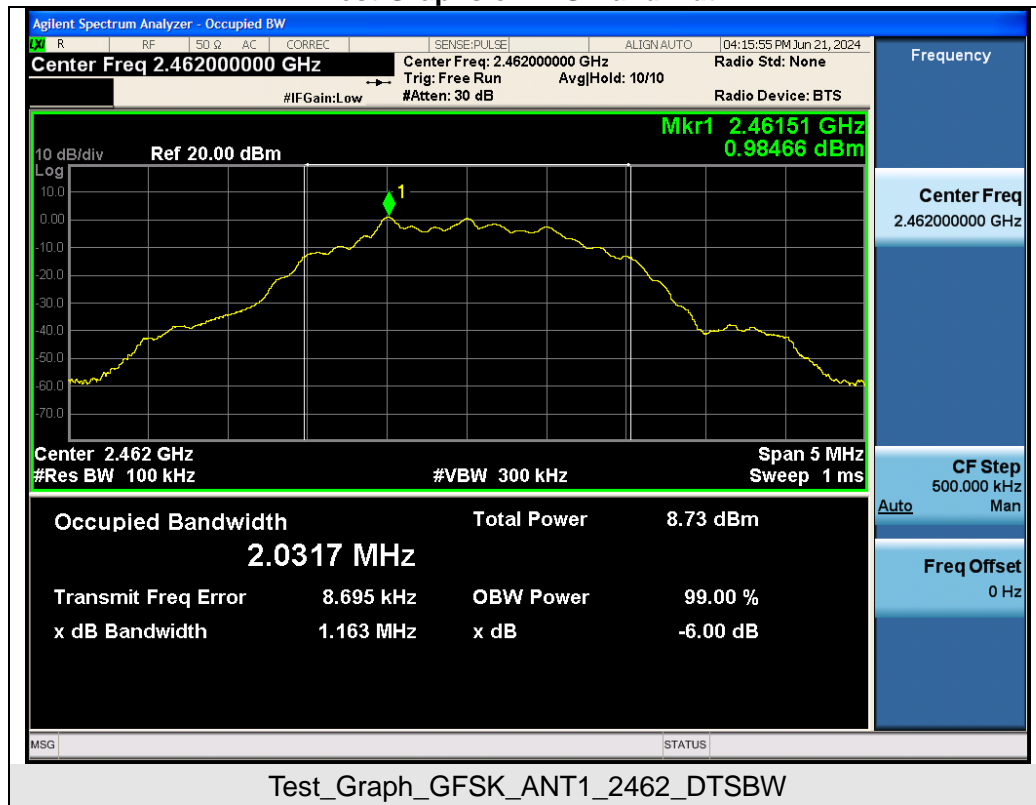 Agilent Spectrum Analyzer - Occupied BW
LXI R RF 50 Ω AC CORREC SENSE:PULSE ALIGN AUTO 04:15:55 PM Jun 21, 2024
Center Freq 2.462000000 GHz
Center Freq: 2.462000000 GHz Radio Std: None
Trig: Free Run Avg|Hold: 10/10
#IFGain:Low #Atten: 30 dB Radio Device: BTS
Mkr1 2.46151 GHz
0.98466 dBm
10 dB/div Ref 20.00 dBm
Log
10.0
1
0.00
-10.0
-20.0
-30.0
-40.0
-50.0
-60.0
-70.0
Center 2.462 GHz Span 5 MHz
#Res BW 100 kHz #VBW 300 kHz Sweep 1 ms
Occupied Bandwidth Total Power 8.73 dBm
2.0317 MHz
Transmit Freq Error 8.695 kHz OBW Power 99.00 %
x dB Bandwidth 1.163 MHz x dB -6.00 dB
MSG STATUS
Frequency
Center Freq
2.462000000 GHz
CF Step
500.000 kHz
Auto Man
Freq Offset
0 Hz
Test_Graph_GFSK_ANT1_2462_DTSBW